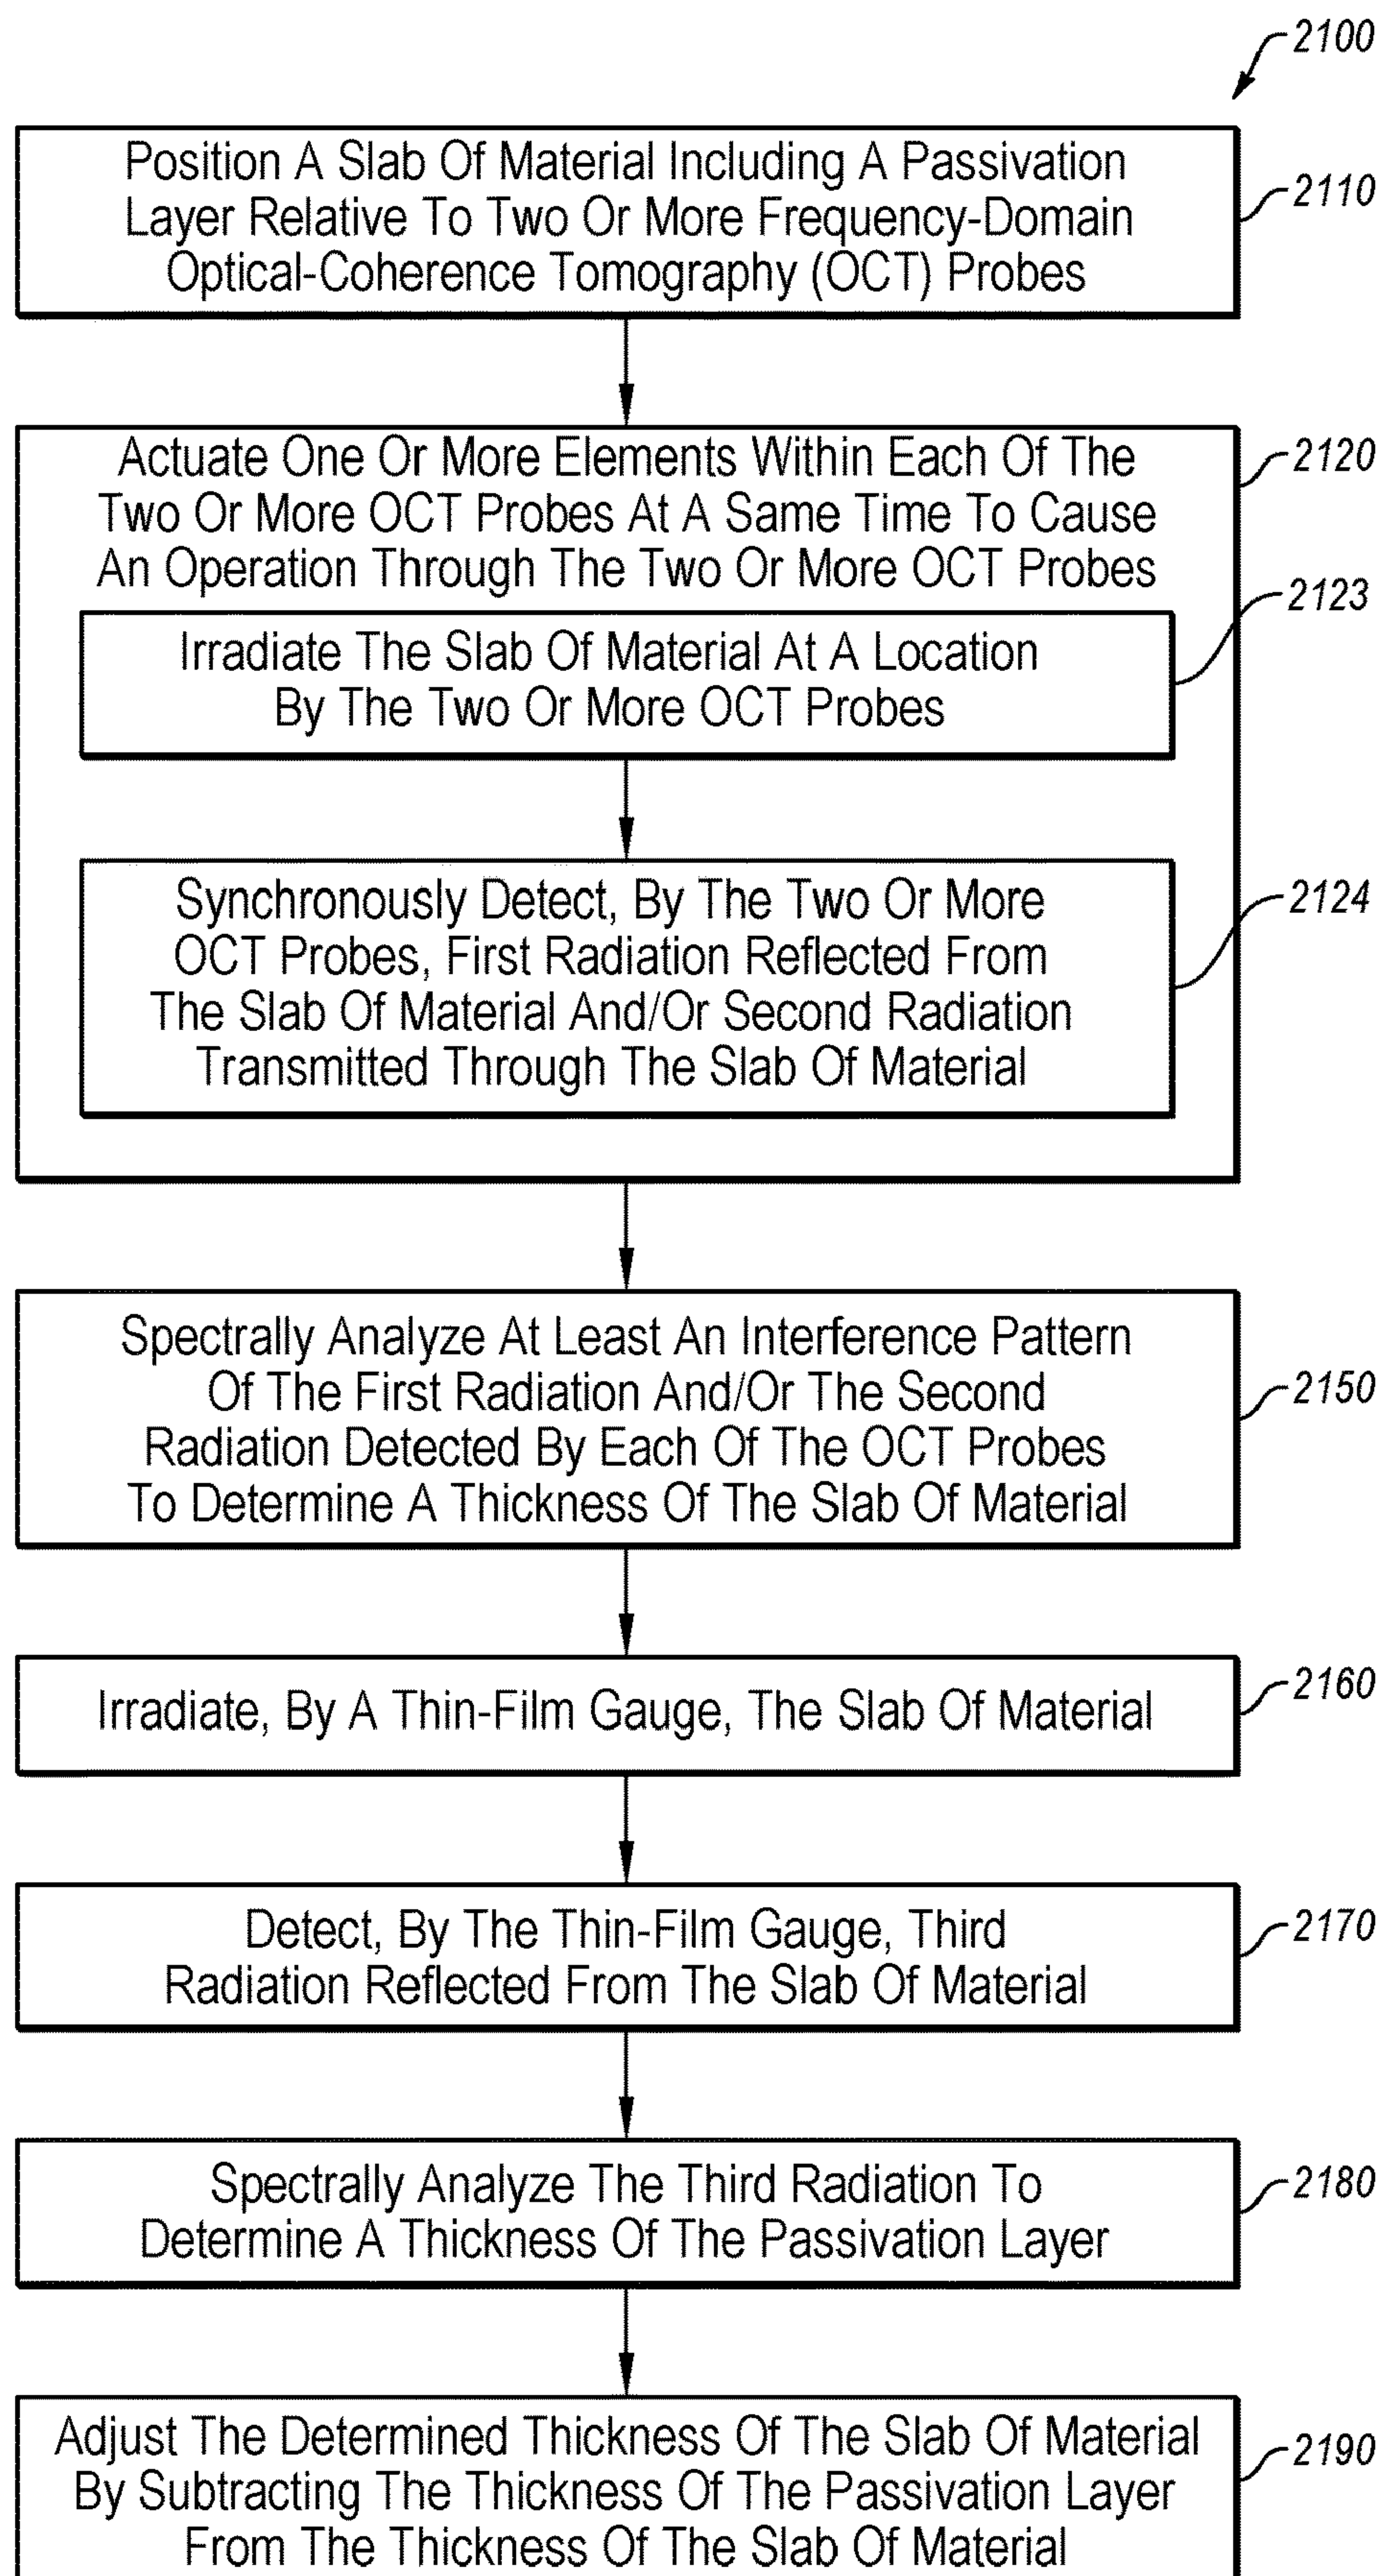 2100
Position A Slab Of Material Including A Passivation
Layer Relative To Two Or More Frequency-Domain
Optical-Coherence Tomography (OCT) Probes
2110
Actuate One Or More Elements Within Each Of The
Two Or More OCT Probes At A Same Time To Cause
An Operation Through The Two Or More OCT Probes
2120
Irradiate The Slab Of Material At A Location
By The Two Or More OCT Probes
2123
Synchronously Detect, By The Two Or More
OCT Probes, First Radiation Reflected From
The Slab Of Material And/Or Second Radiation
Transmitted Through The Slab Of Material
2124
Spectrally Analyze At Least An Interference Pattern
Of The First Radiation And/Or The Second
Radiation Detected By Each Of The OCT Probes
To Determine A Thickness Of The Slab Of Material
2150
Irradiate, By A Thin-Film Gauge, The Slab Of Material
2160
Detect, By The Thin-Film Gauge, Third
Radiation Reflected From The Slab Of Material
2170
Spectrally Analyze The Third Radiation To
Determine A Thickness Of The Passivation Layer
2180
Adjust The Determined Thickness Of The Slab Of Material
By Subtracting The Thickness Of The Passivation Layer
From The Thickness Of The Slab Of Material
2190